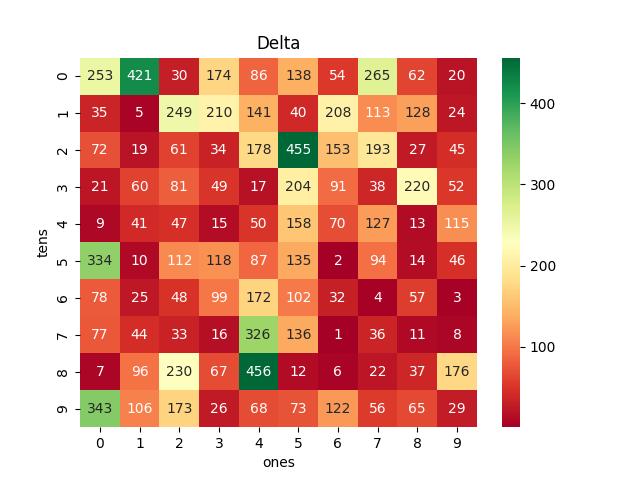 Delta
0 253 421 30 174 86 138 54 265 62 20
1 35 5 249 210 141 40 208 113 128 24
2 72 19 61 34 178 455 153 193 27 45
3 21 60 81 49 17 204 91 38 220 52
4 9 41 47 15 50 158 70 127 13 115
5 334 10 112 118 87 135 2 94 14 46
6 78 25 48 99 172 102 32 4 57 3
7 77 44 33 16 326 136 1 36 11 8
8 7 96 230 67 456 12 6 22 37 176
9 343 106 173 26 68 73 122 56 65 29
0 1 2 3 4 5 6 7 8 9
ones
tens
400
300
200
100